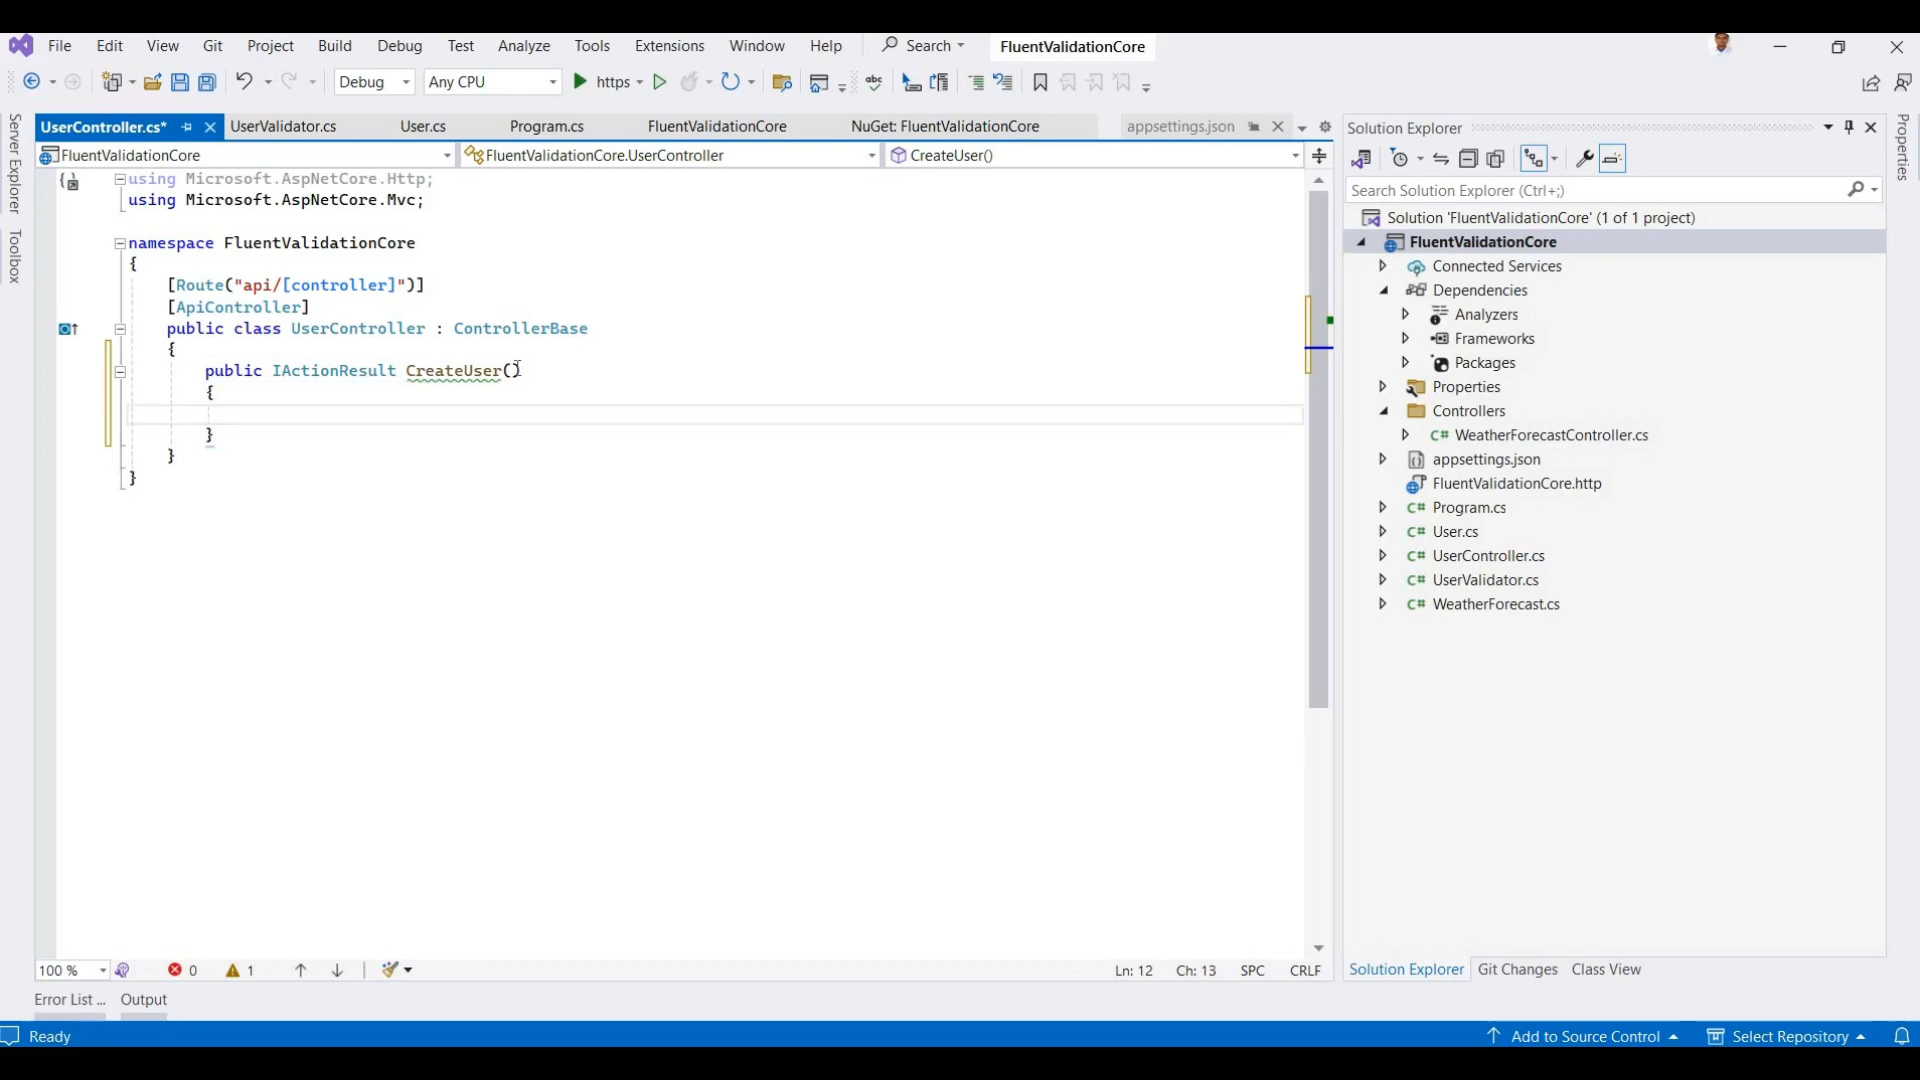 File Edit View Git Project Build Debug Test Analyze Tools Extensions Window Help Search FluentValidationCore
Debug Any CPU https
UserController.cs* UserValidator.cs User.cs Program.cs FluentValidationCore NuGet: FluentValidationCore appsettings.json
FluentValidationCore FluentValidationCore.UserController CreateUser()
using Microsoft.AspNetCore.Http;
using Microsoft.AspNetCore.Mvc;
namespace FluentValidationCore
{
[Route("api/[controller]")]
[ApiController]
public class UserController : ControllerBase
{
public IActionResult CreateUser()
{
}
}
}
100 % 0 1 Ln: 12 Ch: 13 SPC CRLF
Error List ... Output
Server Explorer
Toolbox
Solution Explorer
Search Solution Explorer (Ctrl+;)
Solution 'FluentValidationCore' (1 of 1 project)
FluentValidationCore
Connected Services
Dependencies
Analyzers
Frameworks
Packages
Properties
Controllers
C# WeatherForecastController.cs
appsettings.json
FluentValidationCore.http
C# Program.cs
C# User.cs
C# UserController.cs
C# UserValidator.cs
C# WeatherForecast.cs
Solution Explorer Git Changes Class View
Properties
Ready Add to Source Control Select Repository